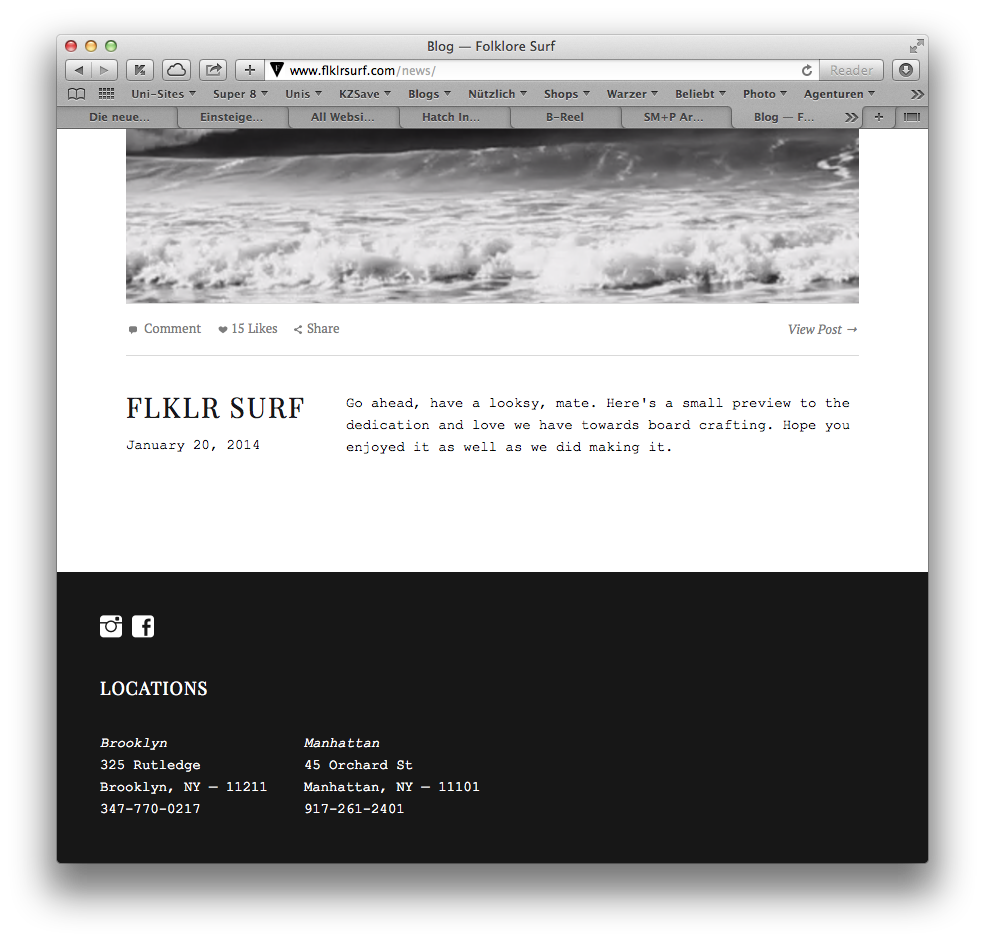 Blog — Folklore Surf
www.flklrsurf.com/news/
Reader
Uni-Sites Super 8 Unis KZSave Blogs Nützlich Shops Warzer Beliebt Photo Agenturen
Die neue... Einsteige... All Websi... Hatch In... B-Reel SM+P Ar... Blog — F...
Comment 15 Likes Share View Post →
FLKLR SURF
January 20, 2014
Go ahead, have a looksy, mate. Here's a small preview to the
dedication and love we have towards board crafting. Hope you
enjoyed it as well as we did making it.
LOCATIONS
Brooklyn
325 Rutledge
Brooklyn, NY — 11211
347-770-0217
Manhattan
45 Orchard St
Manhattan, NY — 11101
917-261-2401